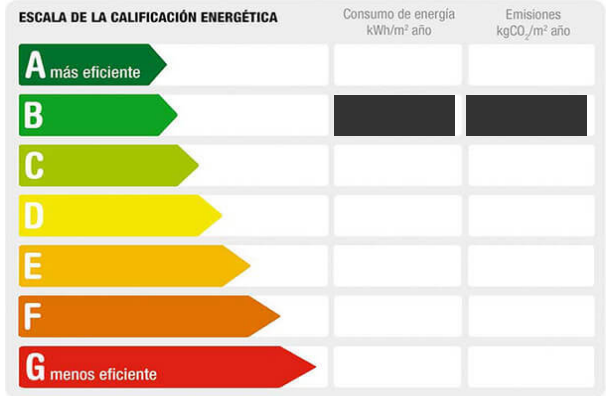 ESCALA DE LA CALIFICACIÓN ENERGÉTICA
Consumo de energía
kWh/m² año
Emisiones
kgCO₂/m² año
A más eficiente
B
C
D
E
F
G menos eficiente